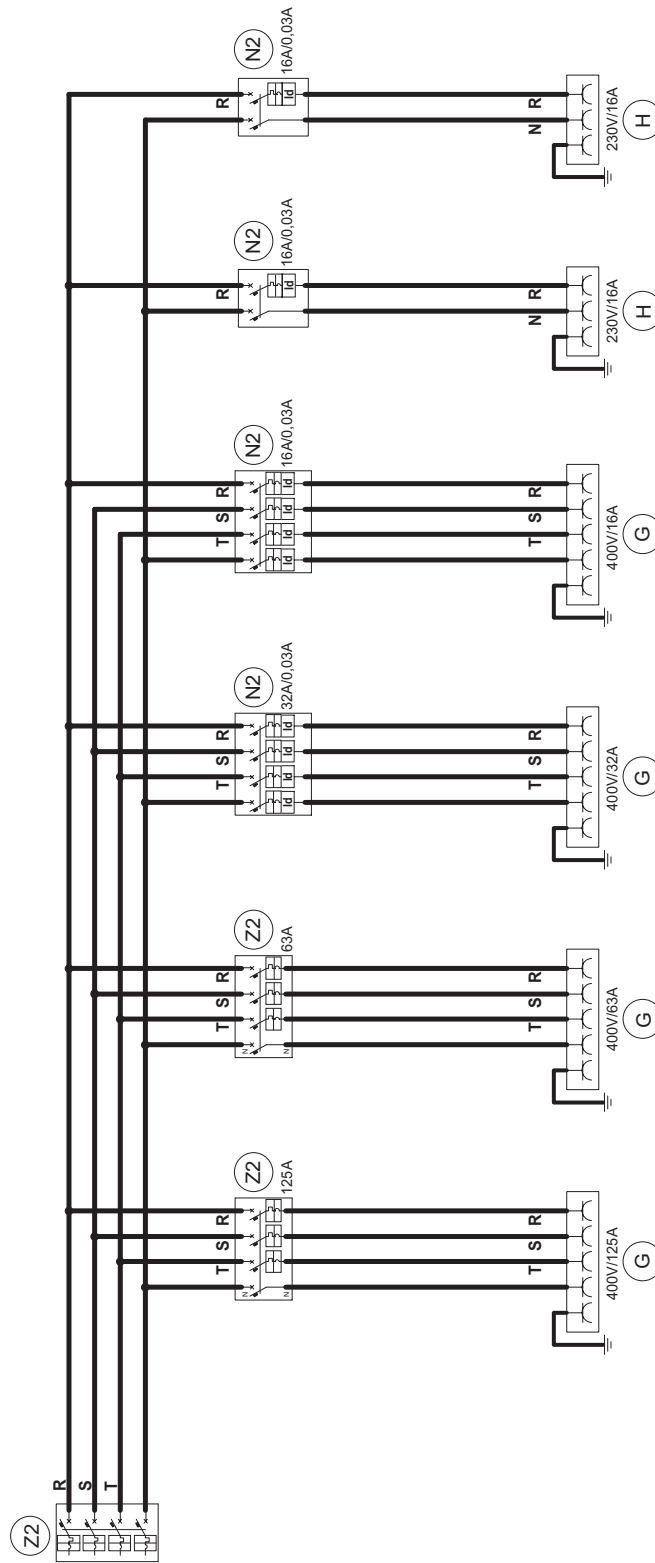 Z2
R
S
T
Z2
125A
T S R
N
N
T S R
400V/125A
G
Z2
63A
T S R
N
N
T S R
400V/63A
G
N2
32A/0,03A
T S R
Id Id Id Id
T S R
400V/32A
G
N2
16A/0,03A
T S R
Id Id Id Id
T S R
400V/16A
G
N2
16A/0,03A
R
Id
N R
230V/16A
H
N2
16A/0,03A
R
Id
N R
230V/16A
H